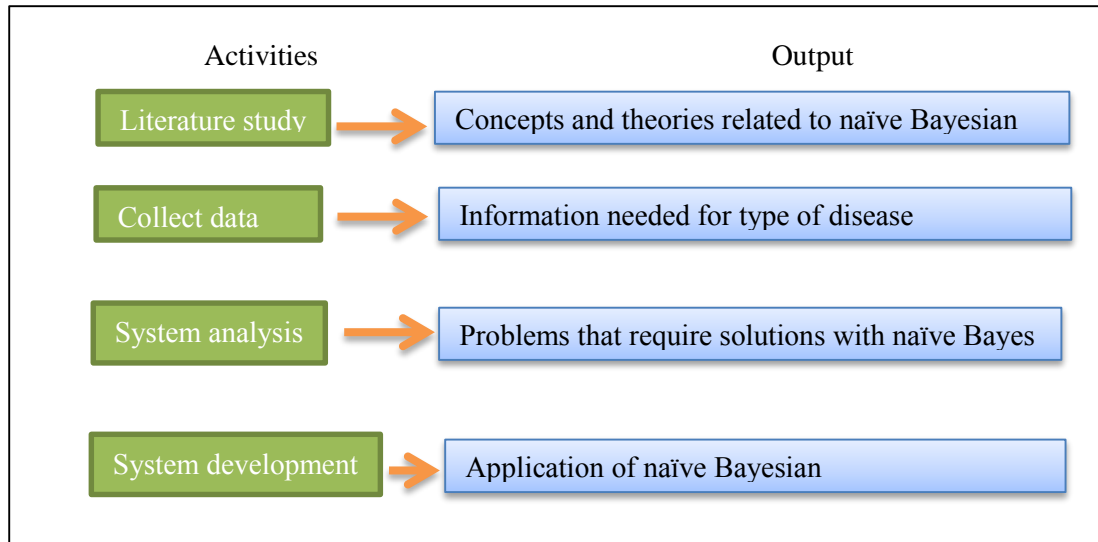 Activities Output
Literature study Concepts and theories related to naïve Bayesian
Collect data Information needed for type of disease
System analysis Problems that require solutions with naïve Bayes
System development Application of naïve Bayesian